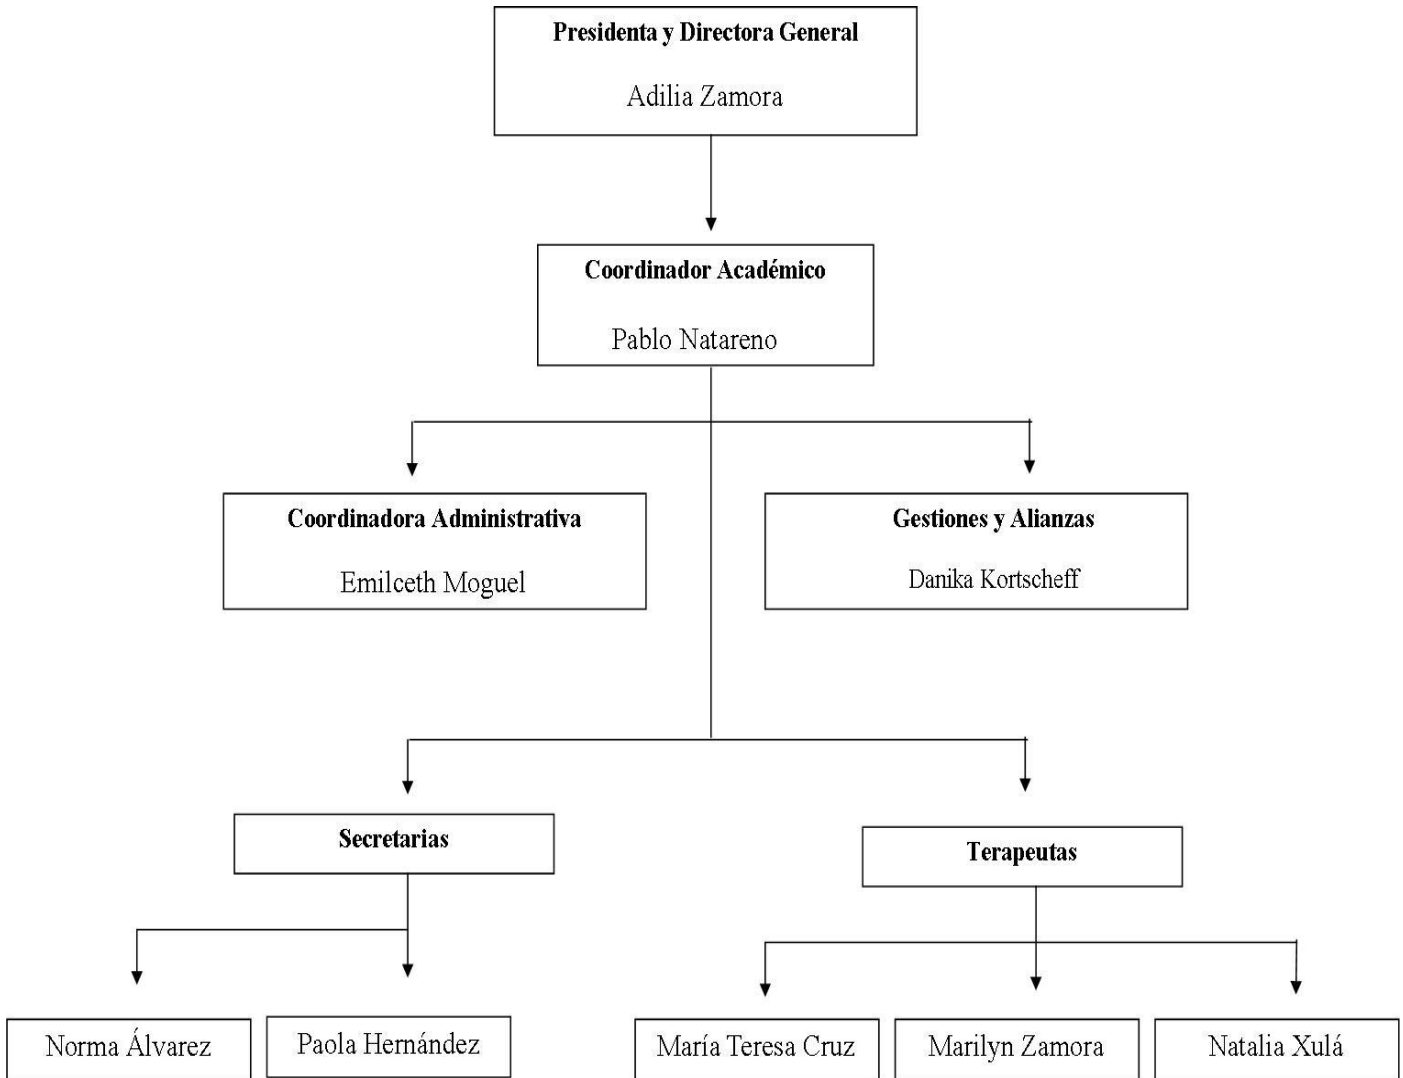 Presidenta y Directora General
Adilia Zamora
Coordinador Académico
Pablo Natareno
Coordinadora Administrativa
Emilceth Moguel
Gestiones y Alianzas
Danika Kortscheff
Secretarias
Terapeutas
Norma Álvarez
Paola Hernández
María Teresa Cruz
Marilyn Zamora
Natalia Xulá